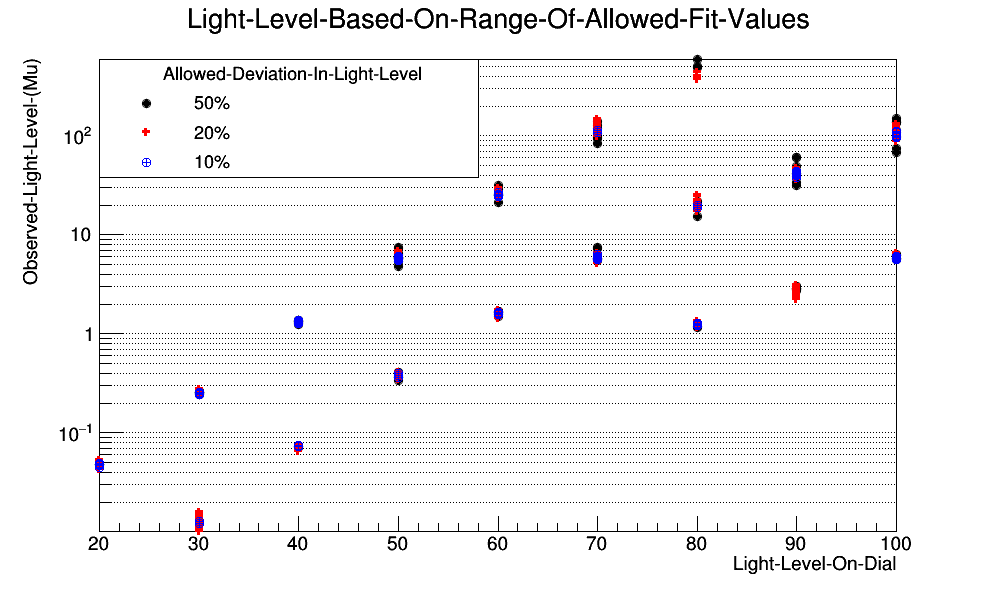 Light-Level-Based-On-Range-Of-Allowed-Fit-Values
Observed-Light-Level-(Mu)
Allowed-Deviation-In-Light-Level
50%
20%
10%
10²
10
1
10⁻¹
20 30 40 50 60 70 80 90 100
Light-Level-On-Dial